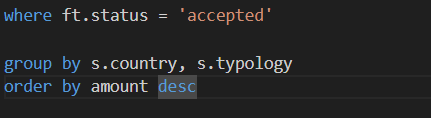 where ft.status = 'accepted'
group by s.country, s.typology
order by amount desc